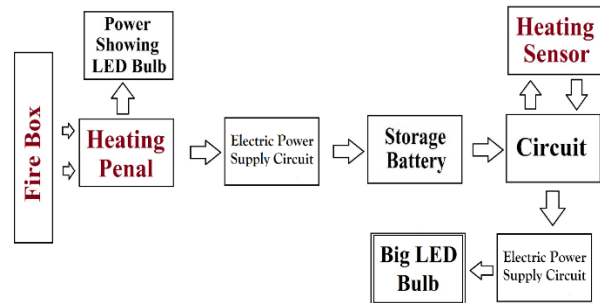 Fire Box
Power
Showing
LED Bulb
Heating
Penal
Electric Power
Supply Circuit
Storage
Battery
Heating
Sensor
Circuit
Electric Power
Supply Circuit
Big LED
Bulb